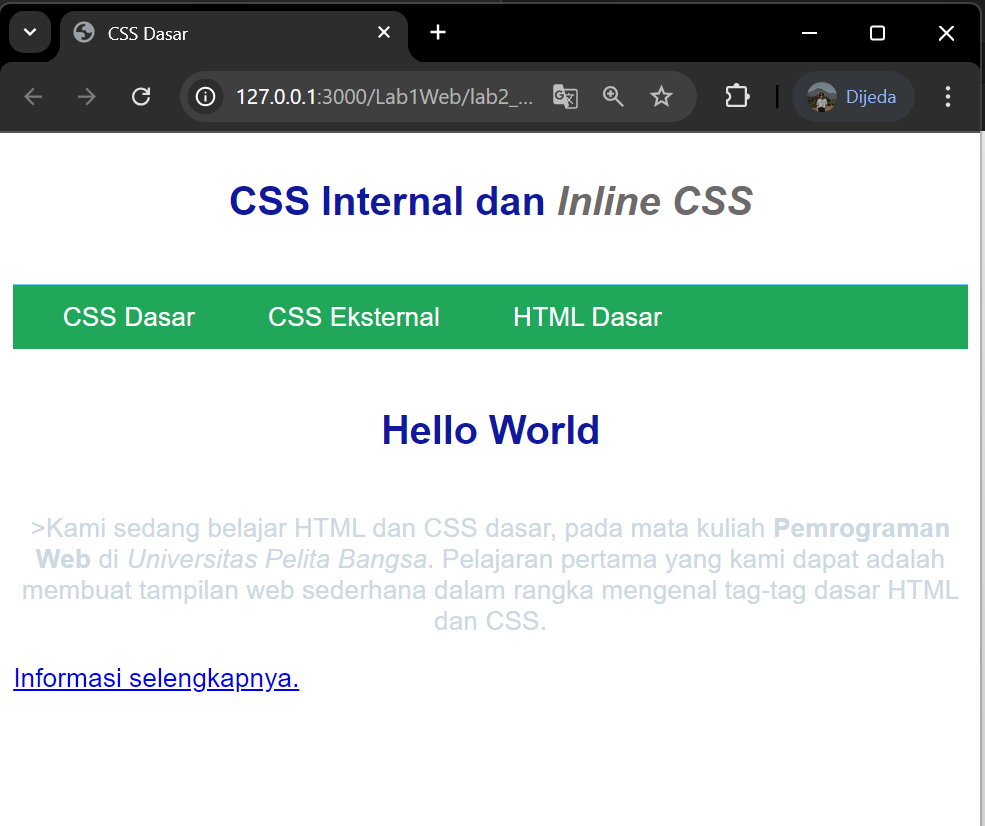 CSS Dasar
127.0.0.1:3000/Lab1Web/lab2_...
Dijeda
CSS Internal dan Inline CSS
CSS Dasar CSS Eksternal HTML Dasar
Hello World
>Kami sedang belajar HTML dan CSS dasar, pada mata kuliah Pemrograman
Web di Universitas Pelita Bangsa. Pelajaran pertama yang kami dapat adalah
membuat tampilan web sederhana dalam rangka mengenal tag-tag dasar HTML
dan CSS.
Informasi selengkapnya.